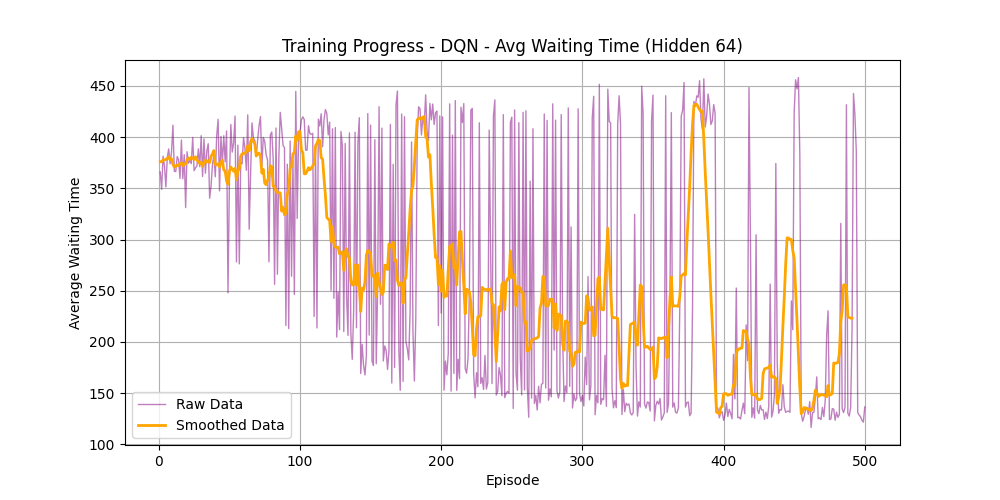 Training Progress - DQN - Avg Waiting Time (Hidden 64)
Average Waiting Time
450
400
350
300
250
200
150
100
Raw Data
Smoothed Data
0 100 200 300 400 500
Episode